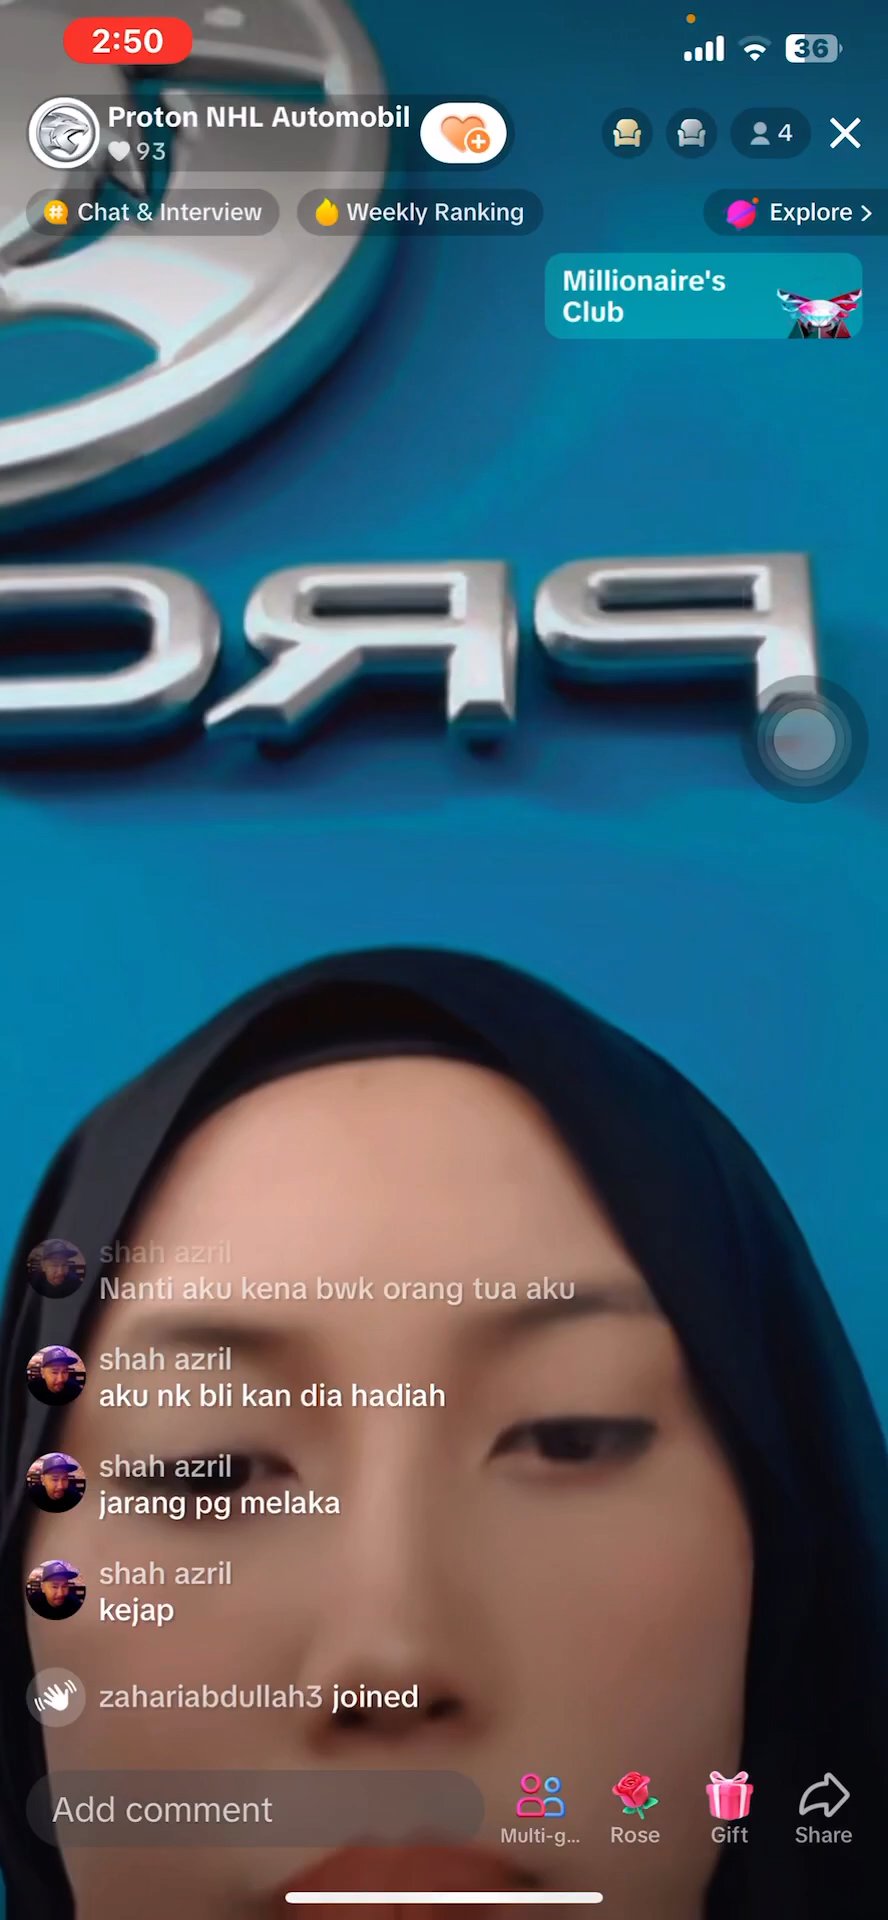 2:50
36
Proton NHL Automobil
93
4
Chat & Interview
Weekly Ranking
Explore >
Millionaire's
Club
PRO
shah azril
Nanti aku kena bwk orang tua aku
shah azril
aku nk bli kan dia hadiah
shah azril
jarang pg melaka
shah azril
kejap
zahariabdullah3 joined
Add comment
Multi-g...
Rose
Gift
Share